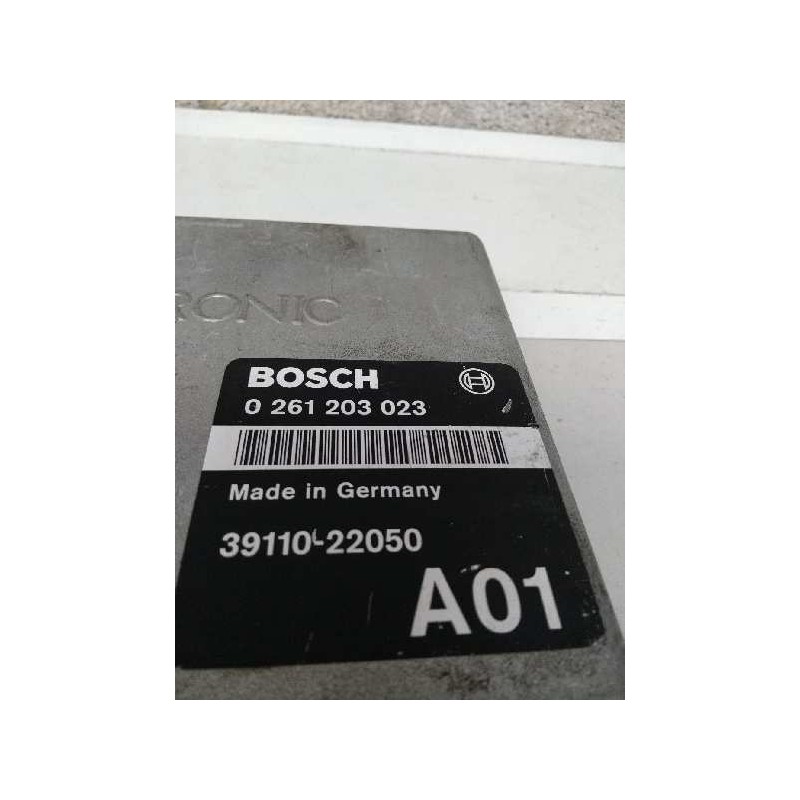 RONIC
BOSCH
0 261 203 023
Made in Germany
39110-22050
A01